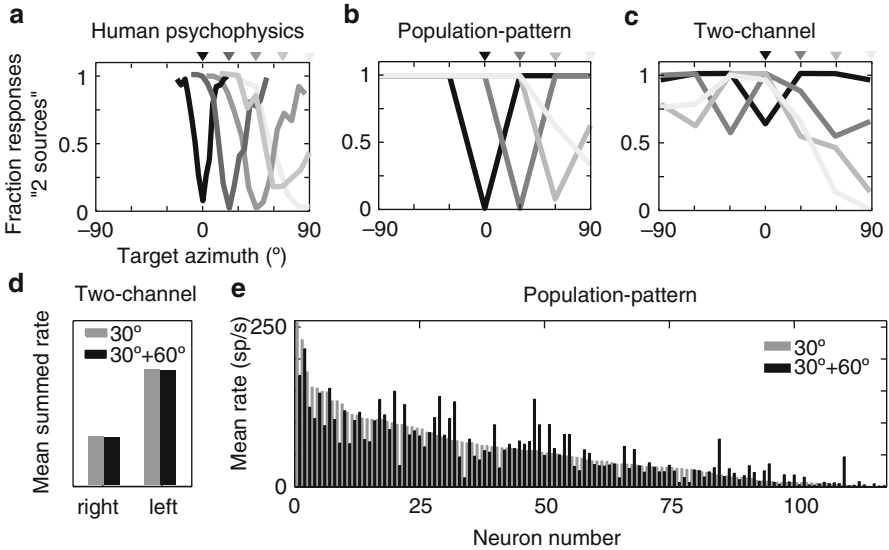 a Human psychophysics
b Population-pattern
c Two-channel
Fraction responses
"2 sources"
1
0.5
0
–90 0 90
Target azimuth (º)
1
0.5
0
–90 0 90
1
0.5
0
–90 0 90
d Two-channel
30º
30º+60º
Mean summed rate
right left
e Population-pattern
Mean rate (sp/s)
250
0
30º
30º+60º
0 25 50 75 100
Neuron number